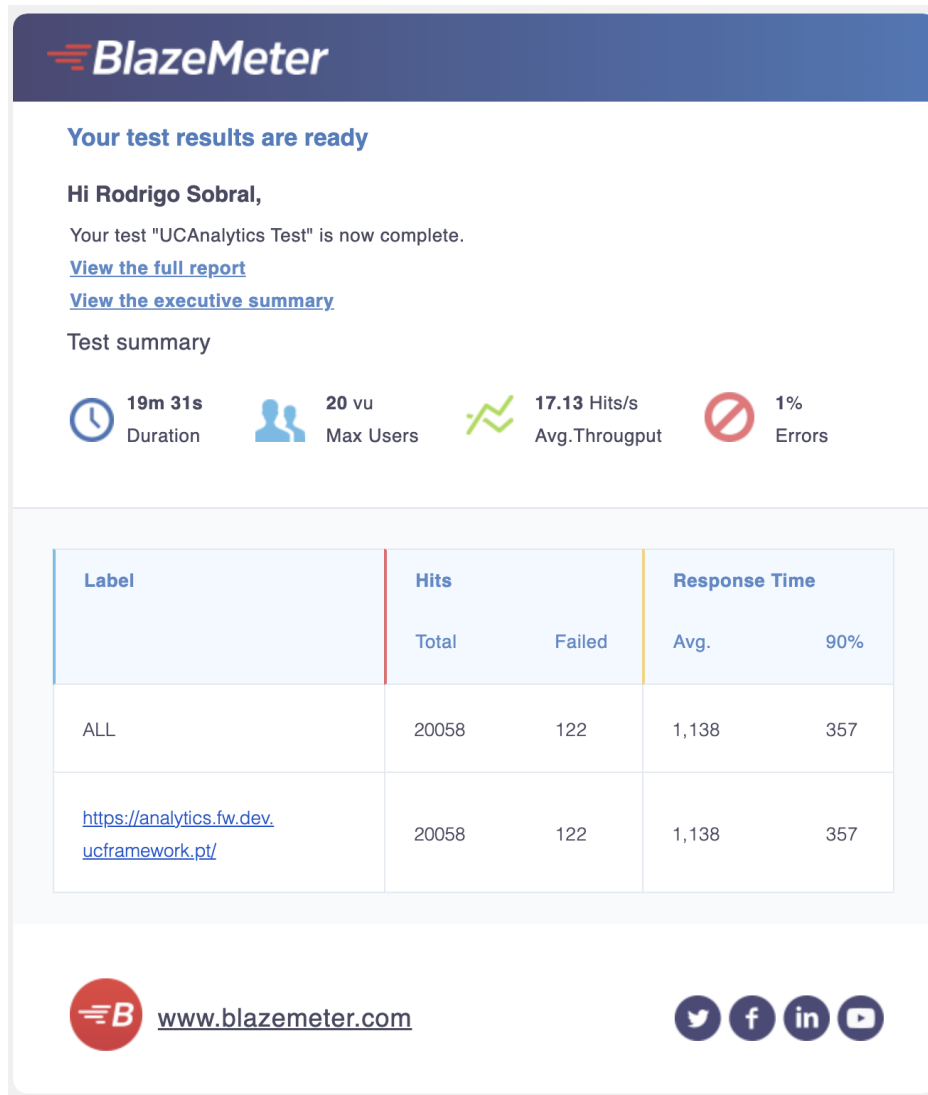 BlazeMeter
Your test results are ready
Hi Rodrigo Sobral,
Your test "UCAnalytics Test" is now complete.
View the full report
View the executive summary
Test summary
19m 31s
Duration
20 vu
Max Users
17.13 Hits/s
Avg.Througput
1%
Errors
Label
Hits
Response Time
Total
Failed
Avg.
90%
ALL
20058
122
1,138
357
https://analytics.fw.dev.
ucframework.pt/
20058
122
1,138
357
B
www.blazemeter.com
f
in